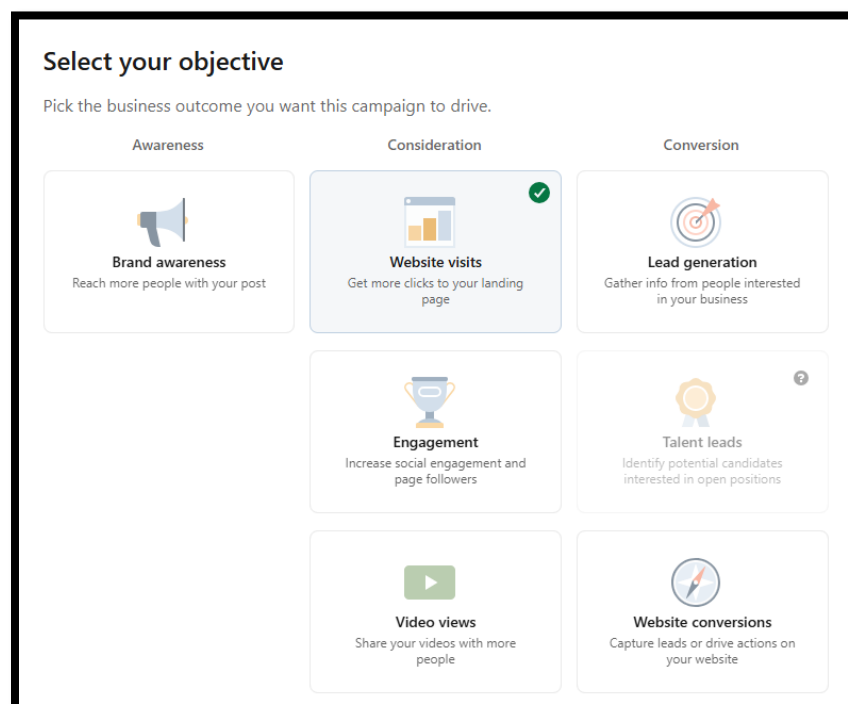 Select your objective
Pick the business outcome you want this campaign to drive.
Awareness
Consideration
Conversion
Brand awareness
Reach more people with your post
Website visits
Get more clicks to your landing
page
Lead generation
Gather info from people interested
in your business
Engagement
Increase social engagement and
page followers
?
Talent leads
Identify potential candidates
interested in open positions
Video views
Share your videos with more
people
Website conversions
Capture leads or drive actions on
your website